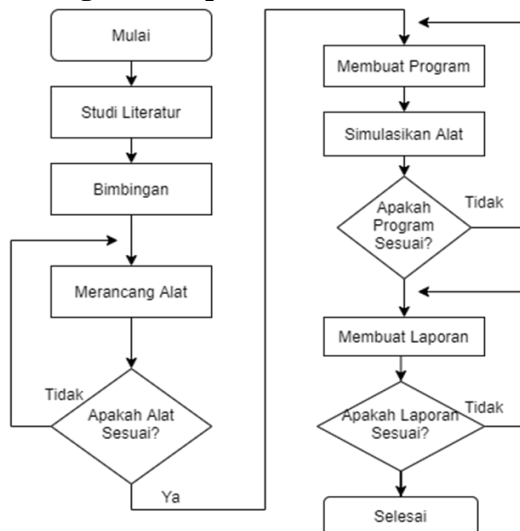 Mulai
Studi Literatur
Bimbingan
Merancang Alat
Tidak
Apakah Alat
Sesuai?
Ya
Membuat Program
Simulasikan Alat
Apakah
Program
Sesuai?
Tidak
Membuat Laporan
Apakah Laporan
Sesuai?
Tidak
Selesai